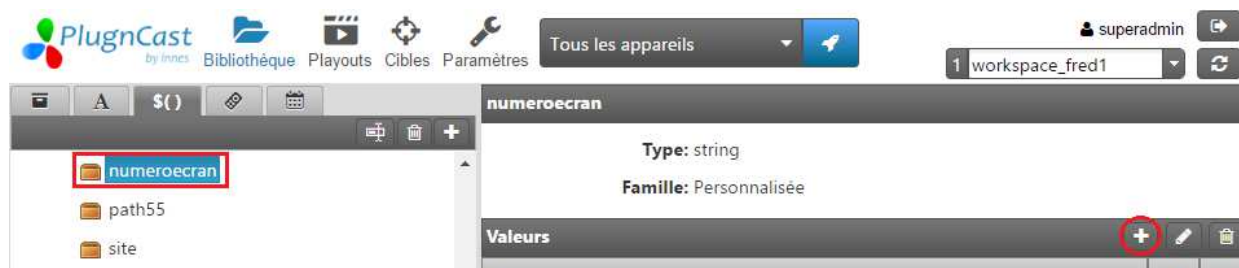 PlugnCast
by Innes
Bibliothéque Playouts Cibles Paramètres
Tous les appareils
superadmin
1 workspace_fred1
A $()
numeroecran
path55
site
numeroecran
Type: string
Famille: Personnalisée
Valeurs